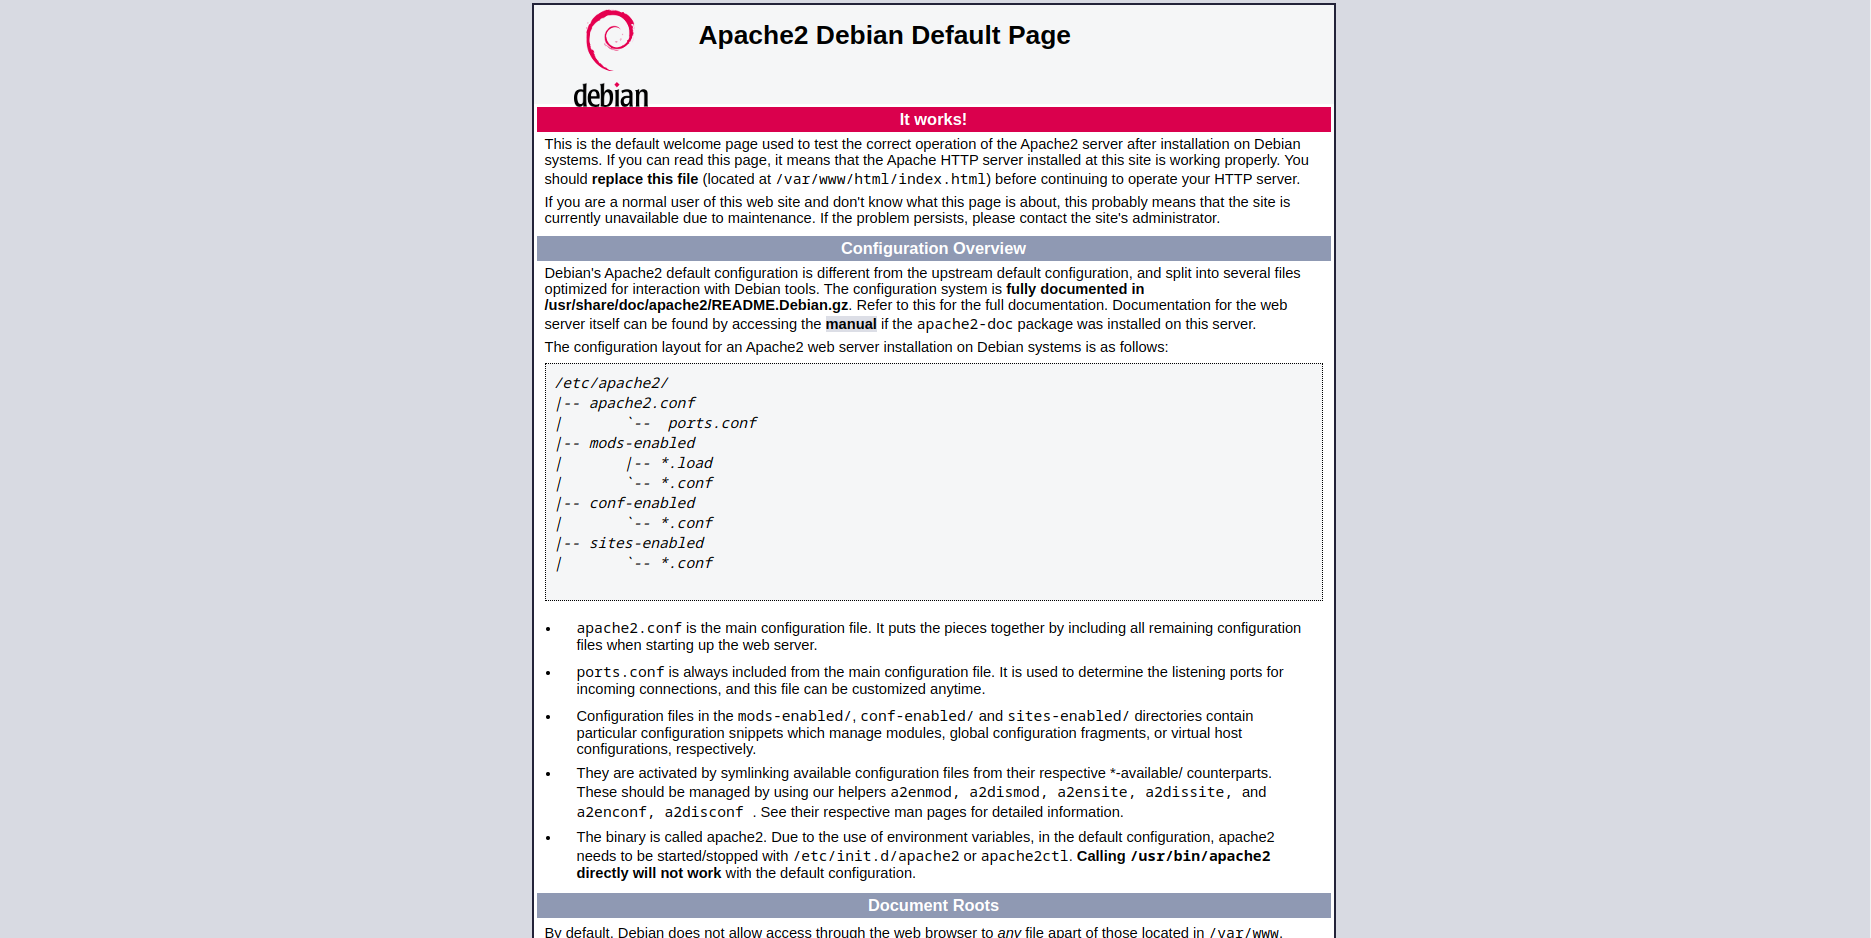 debian
Apache2 Debian Default Page
It works!
This is the default welcome page used to test the correct operation of the Apache2 server after installation on Debian
systems. If you can read this page, it means that the Apache HTTP server installed at this site is working properly. You
should replace this file (located at /var/www/html/index.html) before continuing to operate your HTTP server.
If you are a normal user of this web site and don't know what this page is about, this probably means that the site is
currently unavailable due to maintenance. If the problem persists, please contact the site's administrator.
Configuration Overview
Debian's Apache2 default configuration is different from the upstream default configuration, and split into several files
optimized for interaction with Debian tools. The configuration system is fully documented in
/usr/share/doc/apache2/README.Debian.gz. Refer to this for the full documentation. Documentation for the web
server itself can be found by accessing the manual if the apache2-doc package was installed on this server.
The configuration layout for an Apache2 web server installation on Debian systems is as follows:
/etc/apache2/
|-- apache2.conf
|       `--  ports.conf
|-- mods-enabled
|       |-- *.load
|       `-- *.conf
|-- conf-enabled
|       `-- *.conf
|-- sites-enabled
|       `-- *.conf
• apache2.conf is the main configuration file. It puts the pieces together by including all remaining configuration
files when starting up the web server.
• ports.conf is always included from the main configuration file. It is used to determine the listening ports for
incoming connections, and this file can be customized anytime.
• Configuration files in the mods-enabled/, conf-enabled/ and sites-enabled/ directories contain
particular configuration snippets which manage modules, global configuration fragments, or virtual host
configurations, respectively.
• They are activated by symlinking available configuration files from their respective *-available/ counterparts.
These should be managed by using our helpers a2enmod, a2dismod, a2ensite, a2dissite, and
a2enconf, a2disconf . See their respective man pages for detailed information.
• The binary is called apache2. Due to the use of environment variables, in the default configuration, apache2
needs to be started/stopped with /etc/init.d/apache2 or apache2ctl. Calling /usr/bin/apache2
directly will not work with the default configuration.
Document Roots
By default, Debian does not allow access through the web browser to any file apart of those located in /var/www,